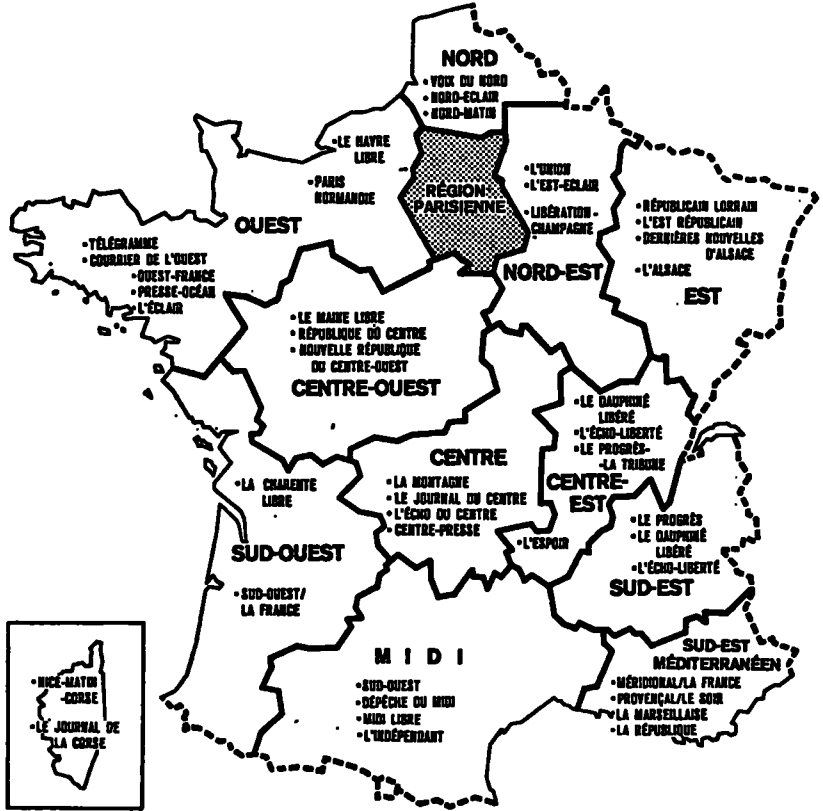 NORD
• VOIX DU NORD
• NORD-ECLAIR
• NORD-MATIN
• LE HAVRE
LIBRE
• PARIS
NORMANDIE
OUEST
• TÉLÉGRAMME
• COURRIER DE L'OUEST
• OUEST-FRANCE
• PRESSE-OCÉAN
• L'ÉCLAIR
RÉGION
PARISIENNE
• L'UNION
• L'EST-ECLAIR
• LIBÉRATION-
CHAMPAGNE
NORD-EST
• RÉPUBLICAIN LORRAIN
• L'EST RÉPUBLICAIN
• DERNIÈRES NOUVELLES
D'ALSACE
• L'ALSACE
EST
• LE MAINE LIBRE
• RÉPUBLIQUE DU CENTRE
• NOUVELLE RÉPUBLIQUE
DU CENTRE-OUEST
CENTRE-OUEST
• LE DAUPHINÉ
LIBÉRÉ
• L'ÉCHO-LIBERTÉ
• LE PROGRÈS-
-LA TRIBUNE
CENTRE-
EST
CENTRE
• LA MONTAGNE
• LE JOURNAL DU CENTRE
• L'ÉCHO DU CENTRE
• CENTRE-PRESSE
• L'ESPOIR
• LA CHARENTE
LIBRE
SUD-OUEST
• SUD-OUEST/
LA FRANCE
• LE PROGRÈS
• LE DAUPHINÉ
LIBÉRÉ
• L'ÉCHO-LIBERTÉ
SUD-EST
MIDI
• SUD-OUEST
• DÉPÊCHE DU MIDI
• MIDI LIBRE
• L'INDÉPENDANT
SUD-EST
MÉDITERRANÉEN
• MÉRIDIONAL/LA FRANCE
• PROVENÇAL/LE SOIR
• LA MARSEILLAISE
• LA RÉPUBLIQUE
• NICE-MATIN
-CORSE
• LE JOURNAL DE
LA CORSE